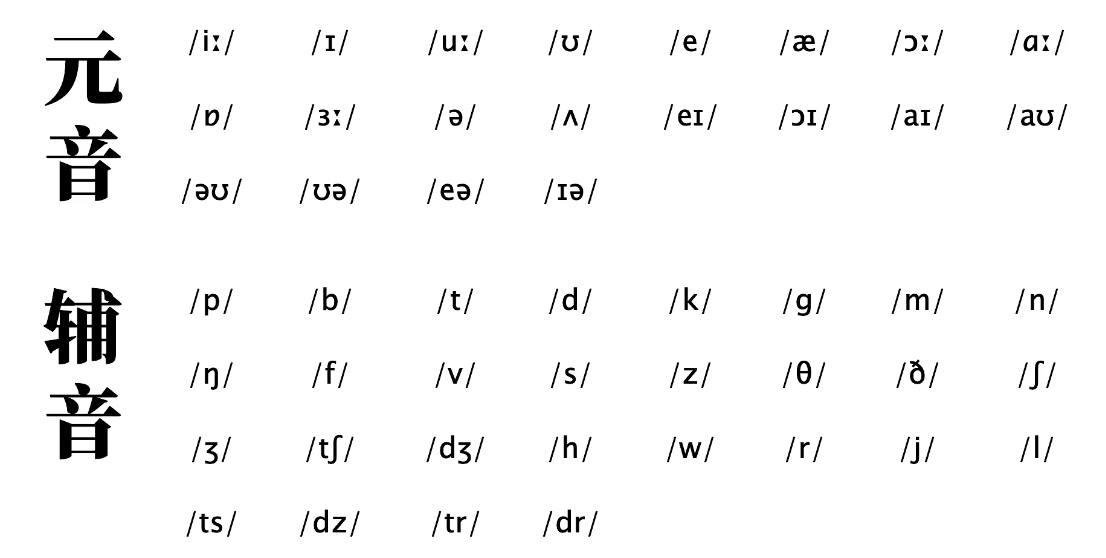 元音
/iː/ /ɪ/ /uː/ /ʊ/ /e/ /æ/ /ɔː/ /ɑː/
/ɒ/ /ɜː/ /ə/ /ʌ/ /eɪ/ /ɔɪ/ /aɪ/ /aʊ/
/əʊ/ /ʊə/ /eə/ /ɪə/
辅音
/p/ /b/ /t/ /d/ /k/ /g/ /m/ /n/
/ŋ/ /f/ /v/ /s/ /z/ /θ/ /ð/ /ʃ/
/ʒ/ /tʃ/ /dʒ/ /h/ /w/ /r/ /j/ /l/
/ts/ /dz/ /tr/ /dr/